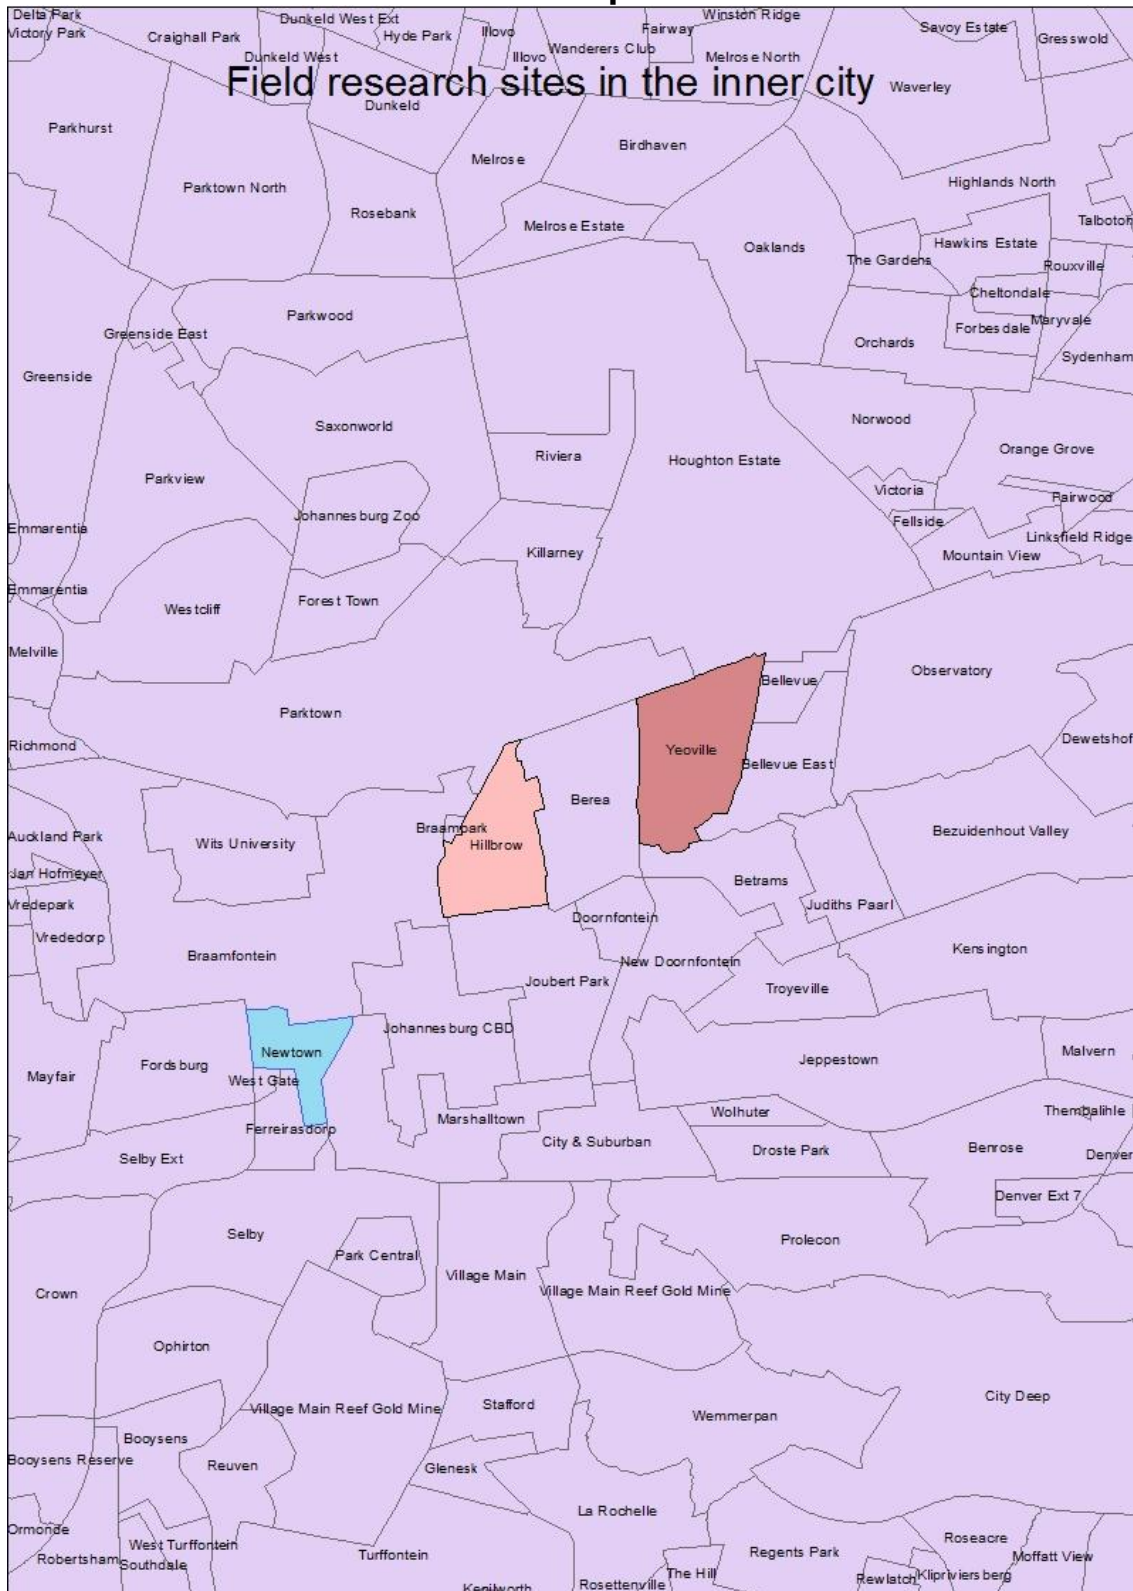 Delta Park
Dunkeld West Ext
Winston Ridge
Victory Park
Craighall Park
Hyde Park
Illovo
Fairway
Savoy Estate
Gresswold
Dunkeld West
Illovo
Wanderers Club
Melrose North
Field research sites in the inner city
Waverley
Dunkeld
Parkhurst
Melrose
Birdhaven
Parktown North
Highlands North
Rosebank
Melrose Estate
Talboton
Oaklands
Hawkins Estate
The Gardens
Rouxville
Cheltondale
Parkwood
Maryvale
Greenside East
Forbesdale
Orchards
Sydenham
Greenside
Saxonworld
Norwood
Riviera
Houghton Estate
Orange Grove
Parkview
Victoria
Fairwood
Johannesburg Zoo
Fellside
Emmarentia
Linksfield Ridge
Killarney
Mountain View
Emmarentia
Westcliff
Forest Town
Melville
Observatory
Bellevue
Parktown
Richmond
Yeoville
Dewetshof
Bellevue East
Berea
Braampark
Auckland Park
Wits University
Hillbrow
Bezuidenhout Valley
Jan Hofmeyer
Betrams
Vredepark
Judiths Paarl
Doornfontein
Vrededorp
Braamfontein
New Doornfontein
Kensington
Joubert Park
Troyeville
Johannesburg CBD
Newtown
Malvern
Fordsburg
Jeppestown
Mayfair
West Gate
Wolhuter
Thembalihle
Marshalltown
Ferreirasdorp
City & Suburban
Droste Park
Benrose
Denver
Selby Ext
Denver Ext 7
Selby
Prolecon
Park Central
Village Main
Crown
Village Main Reef Gold Mine
Ophirton
City Deep
Stafford
Village Main Reef Gold Mine
Wemmerpan
Booysens
Booysens Reserve
Reuven
Glenesk
La Rochelle
Ormonde
Roseacre
West Turffontein
Regents Park
Robertsham
Southdale
Turffontein
Moffatt View
The Hill
Klipriviersberg
Rewlatch
Rosettenville
Kenilworth